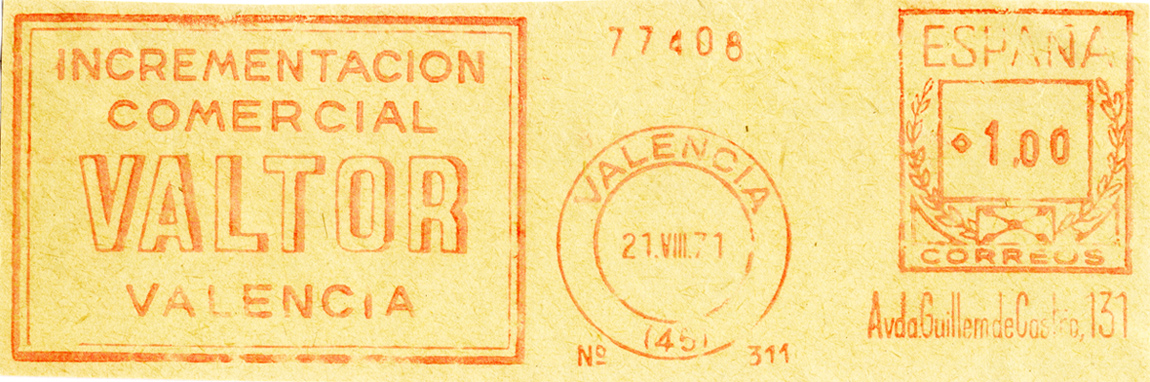 INCREMENTACION
COMERCIAL
VALTOR
VALENCIA
77408
VALENCIA
21.VIII.71
(46)
Nº 311
ESPAÑA
1,00
CORREOS
Avda.Guillem de Castro, 131